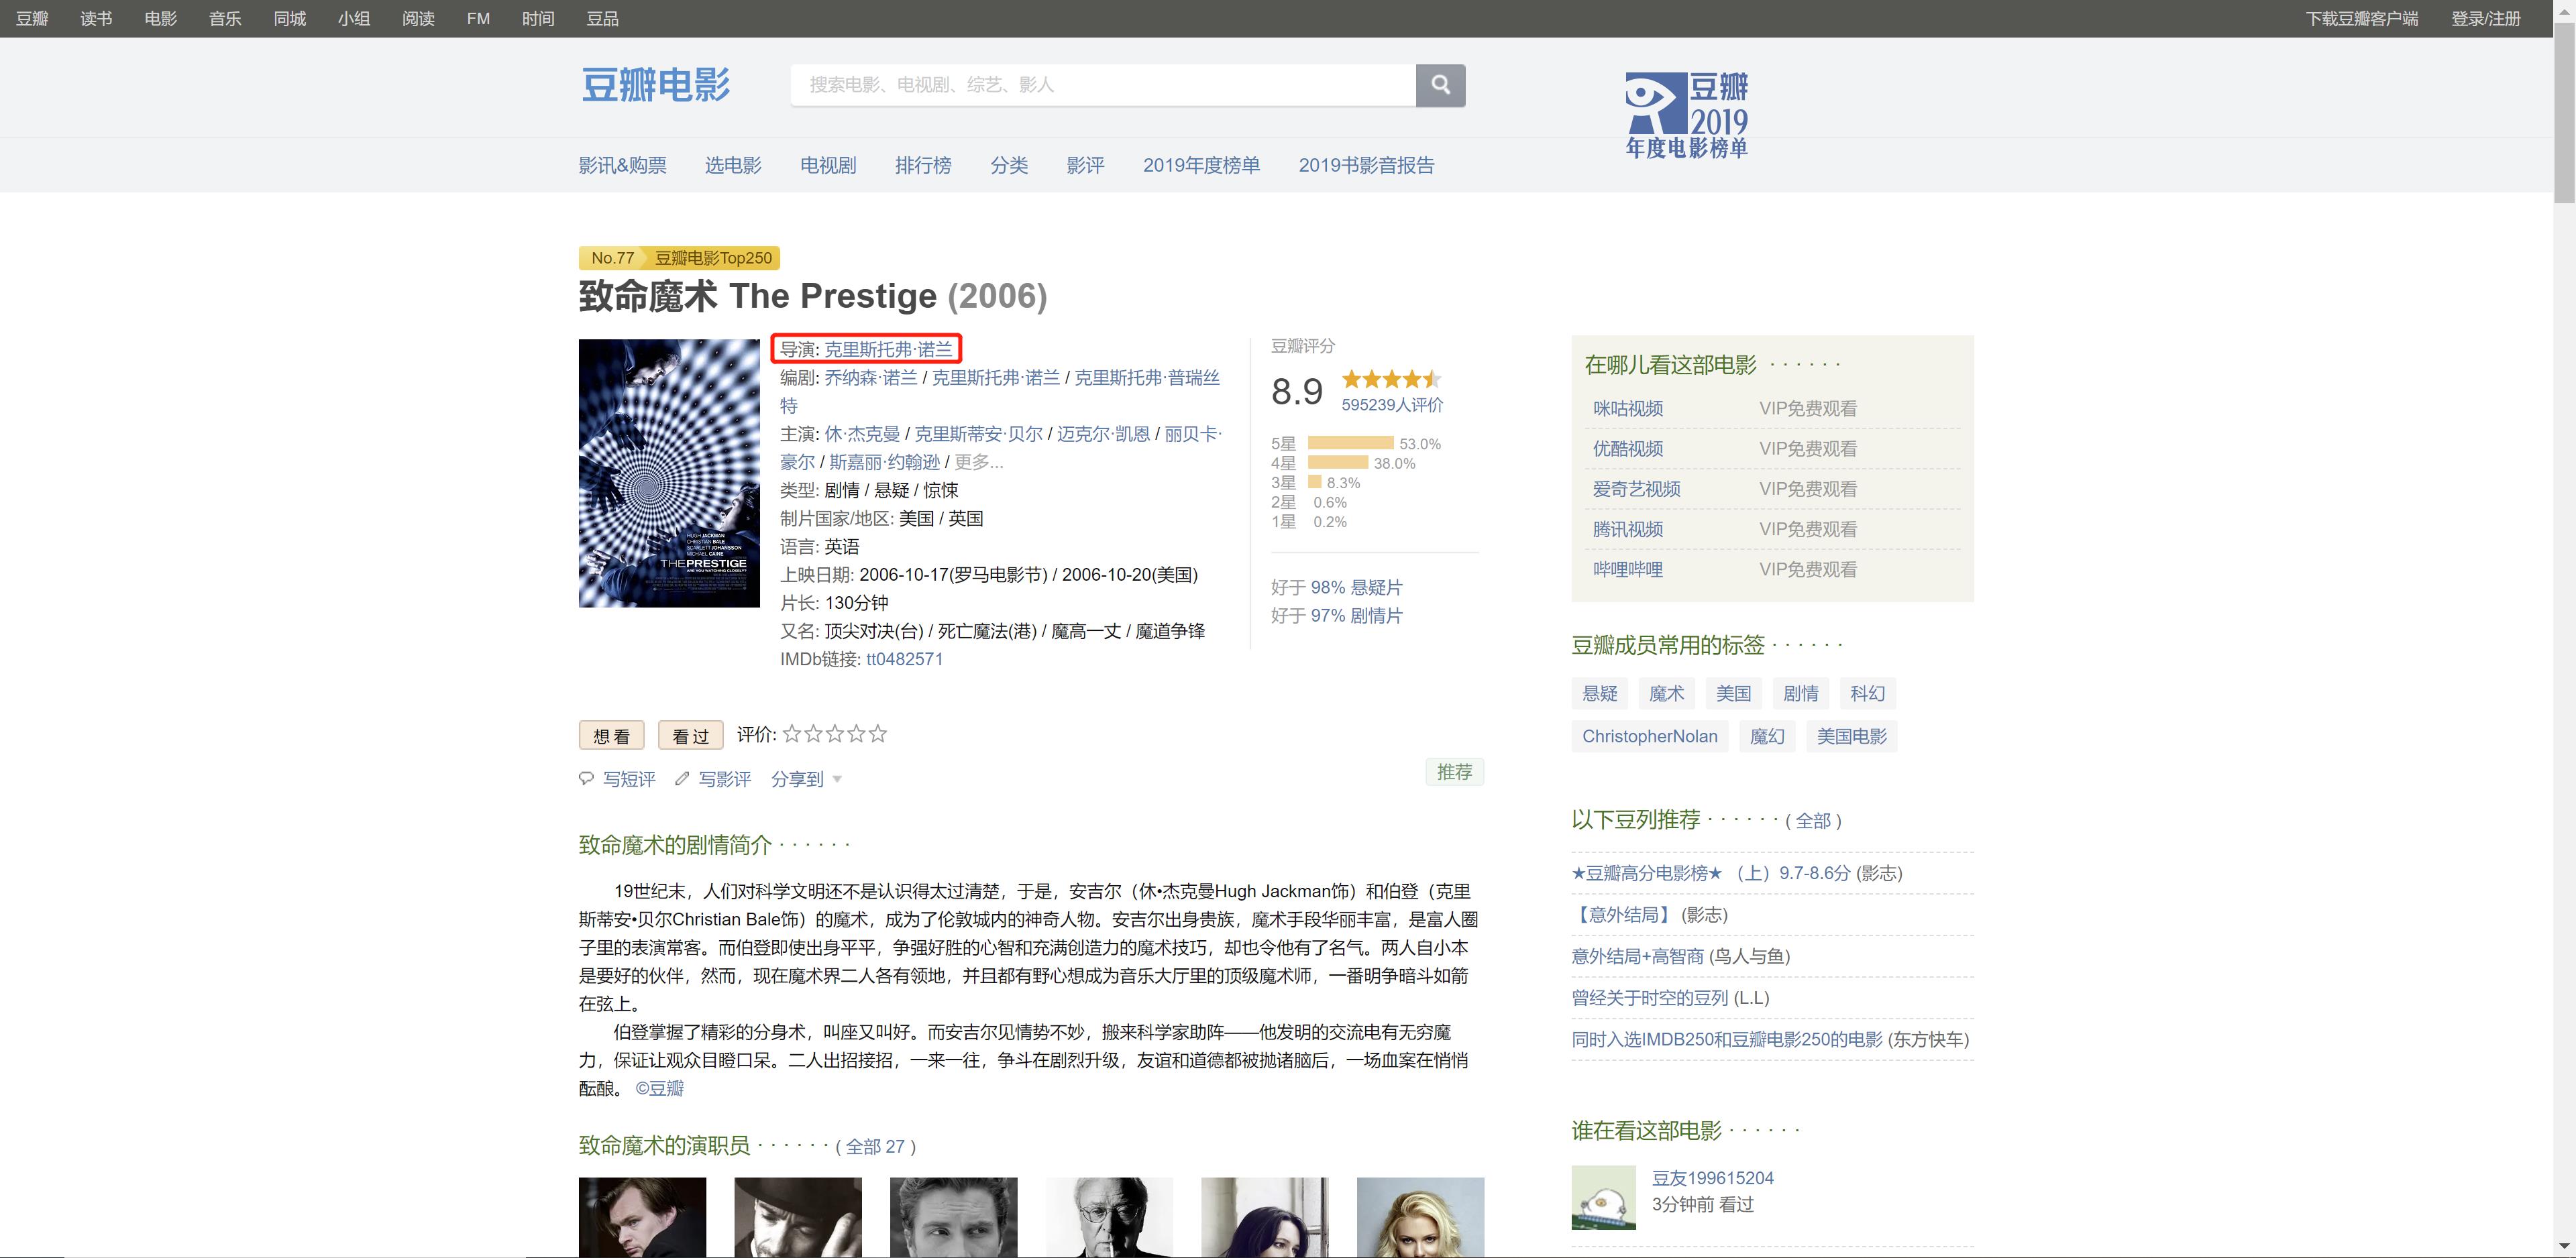 豆瓣 读书 电影 音乐 同城 小组 阅读 FM 时间 豆品 下载豆瓣客户端 登录/注册
豆瓣电影
搜索电影、电视剧、综艺、影人
豆瓣
2019
年度电影榜单
影讯&购票 选电影 电视剧 排行榜 分类 影评 2019年度榜单 2019书影音报告
No.77 豆瓣电影Top250
致命魔术 The Prestige (2006)
HUGH JACKMAN
CHRISTIAN BALE
SCARLETT JOHANSSON
MICHAEL CAINE
THE PRESTIGE
ARE YOU WATCHING CLOSELY?
导演: 克里斯托弗·诺兰
编剧: 乔纳森·诺兰 / 克里斯托弗·诺兰 / 克里斯托弗·普瑞丝
特
主演: 休·杰克曼 / 克里斯蒂安·贝尔 / 迈克尔·凯恩 / 丽贝卡·
豪尔 / 斯嘉丽·约翰逊 / 更多...
类型: 剧情 / 悬疑 / 惊悚
制片国家/地区: 美国 / 英国
语言: 英语
上映日期: 2006-10-17(罗马电影节) / 2006-10-20(美国)
片长: 130分钟
又名: 顶尖对决(台) / 死亡魔法(港) / 魔高一丈 / 魔道争锋
IMDb链接: tt0482571
豆瓣评分
8.9
595239人评价
5星 53.0%
4星 38.0%
3星 8.3%
2星 0.6%
1星 0.2%
好于 98% 悬疑片
好于 97% 剧情片
想看 看过 评价:
写短评 写影评 分享到
推荐
致命魔术的剧情简介 · · · · · ·
19世纪末，人们对科学文明还不是认识得太过清楚，于是，安吉尔（休•杰克曼Hugh Jackman饰）和伯登（克里
斯蒂安•贝尔Christian Bale饰）的魔术，成为了伦敦城内的神奇人物。安吉尔出身贵族，魔术手段华丽丰富，是富人圈
子里的表演常客。而伯登即使出身平平，争强好胜的心智和充满创造力的魔术技巧，却也令他有了名气。两人自小本
是要好的伙伴，然而，现在魔术界二人各有领地，并且都有野心想成为音乐大厅里的顶级魔术师，一番明争暗斗如箭
在弦上。
伯登掌握了精彩的分身术，叫座又叫好。而安吉尔见情势不妙，搬来科学家助阵——他发明的交流电有无穷魔
力，保证让观众目瞪口呆。二人出招接招，一来一往，争斗在剧烈升级，友谊和道德都被抛诸脑后，一场血案在悄悄
酝酿。 ©豆瓣
致命魔术的演职员 · · · · · · ( 全部 27 )
在哪儿看这部电影 · · · · · ·
咪咕视频 VIP免费观看
优酷视频 VIP免费观看
爱奇艺视频 VIP免费观看
腾讯视频 VIP免费观看
哔哩哔哩 VIP免费观看
豆瓣成员常用的标签 · · · · · ·
悬疑 魔术 美国 剧情 科幻
ChristopherNolan 魔幻 美国电影
以下豆列推荐 · · · · · · ( 全部 )
★豆瓣高分电影榜★ （上）9.7-8.6分 (影志)
【意外结局】 (影志)
意外结局+高智商 (鸟人与鱼)
曾经关于时空的豆列 (L.L)
同时入选IMDB250和豆瓣电影250的电影 (东方快车)
谁在看这部电影 · · · · · ·
豆友199615204
3分钟前 看过